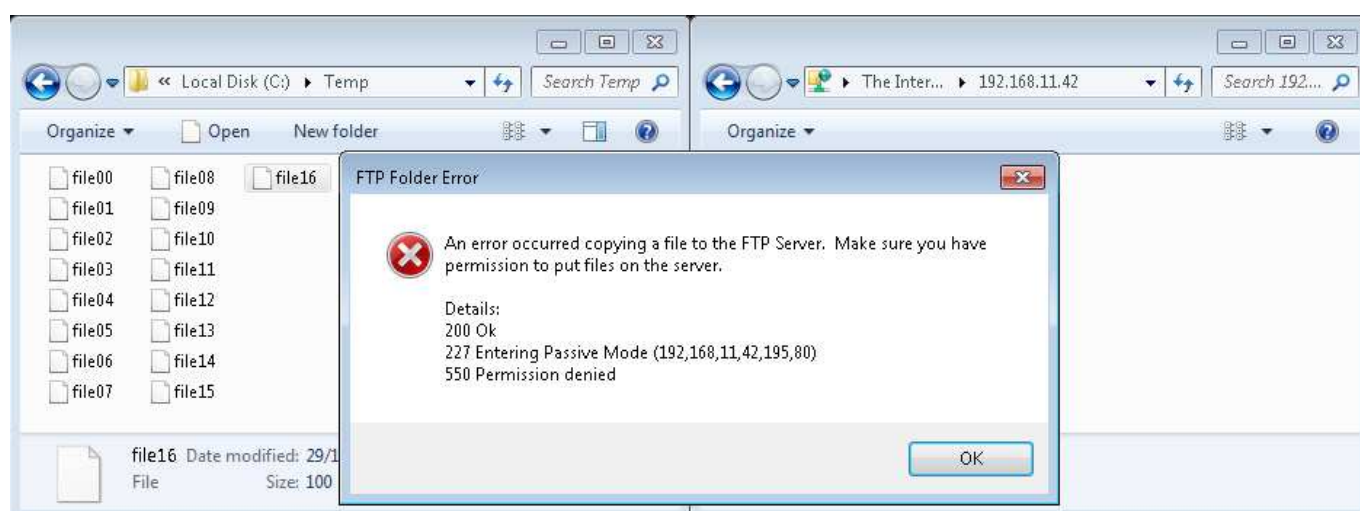 « Local Disk (C:) ▸ Temp
Search Temp
Organize
Open
New folder
file00
file01
file02
file03
file04
file05
file06
file07
file08
file09
file10
file11
file12
file13
file14
file15
file16
file16 Date modified: 29/1
File Size: 100
The Inter... ▸ 192.168.11.42
Search 192....
Organize
FTP Folder Error
An error occurred copying a file to the FTP Server. Make sure you have
permission to put files on the server.
Details:
200 Ok
227 Entering Passive Mode (192,168,11,42,195,80)
550 Permission denied
OK